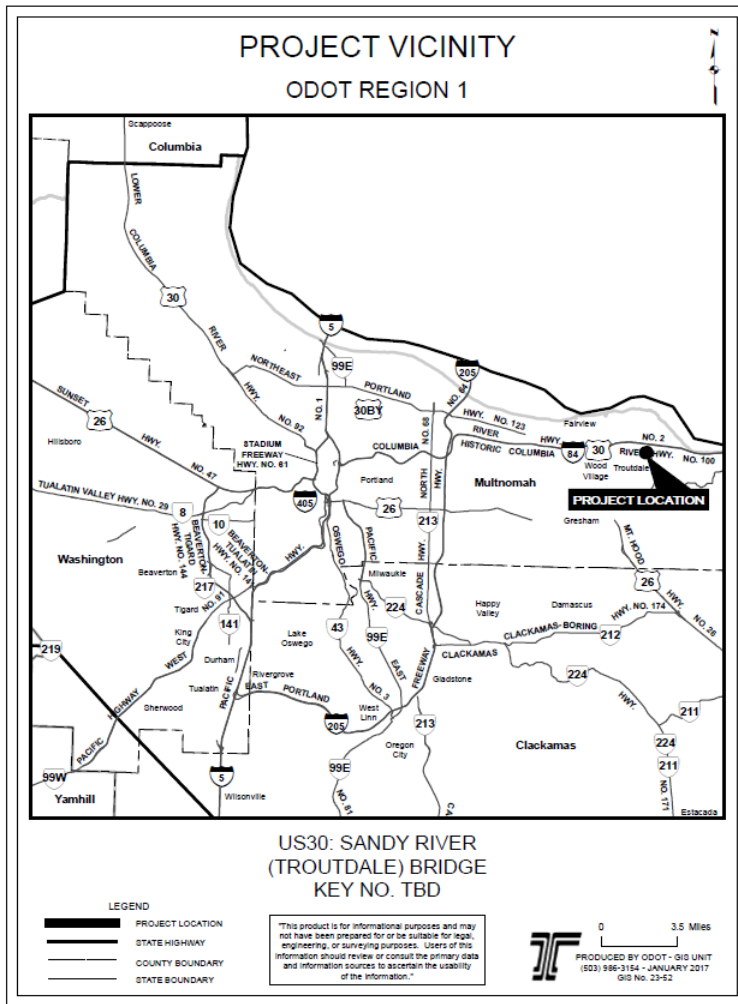 PROJECT VICINITY
ODOT REGION 1
N
Scappoose
Columbia
LOWER
COLUMBIA
30
RIVER
HWY.
NO. 92
5
99E
205
NO. 64
NORTHEAST
PORTLAND
HWY.
NO. 123
30BY
NO. 1
NO. 68
SUNSET
26
HWY.
NO. 47
Hillsboro
STADIUM
FREEWAY
HWY. NO. 61
COLUMBIA
RIVER
HISTORIC
COLUMBIA
HWY.
84
30
Fairview
NO. 2
RIVER
HWY.
NO. 100
Wood
Village
Troutdale
PROJECT LOCATION
Portland
Multnomah
NORTH
HWY.
TUALATIN VALLEY HWY. NO. 29
8
10
405
26
213
Gresham
BEAVERTON-
TIGARD
HWY. NO. 144
BEAVERTON-
TUALATIN
HWY. NO. 141
HWY.
OSWEGO
PACIFIC
HWY.
CASCADE
HWY.
MT. HOOD
26
HWY.
NO. 26
Washington
Beaverton
217
Tigard
NO. 91
Milwaukie
224
Happy
Valley
Damascus
HWY. NO. 174
CLACKAMAS-BORING
212
219
King
City
141
Lake
Oswego
43
99E
EAST
CLACKAMAS
WEST
Durham
HWY.
NO. 3
FREEWAY
Gladstone
224
HWY.
Tualatin
Rivergrove
PACIFIC
EAST
PORTLAND
HIGHWAY
Sherwood
West
Linn
205
213
211
PACIFIC
Oregon
City
Clackamas
224
211
99W
5
99E
Yamhill
Wilsonville
NO. 81
CA
NO. 171
Estacada
US30: SANDY RIVER
(TROUTDALE) BRIDGE
KEY NO. TBD
LEGEND
PROJECT LOCATION
STATE HIGHWAY
COUNTY BOUNDARY
STATE BOUNDARY
"This product is for informational purposes and may
not have been prepared for or be suitable for legal,
engineering, or surveying purposes. Users of this
information should review or consult the primary data
and information sources to ascertain the usability
of the information."
0 3.5 Miles
PRODUCED BY ODOT - GIS UNIT
(503) 986-3154 - JANUARY 2017
GIS No. 23-52